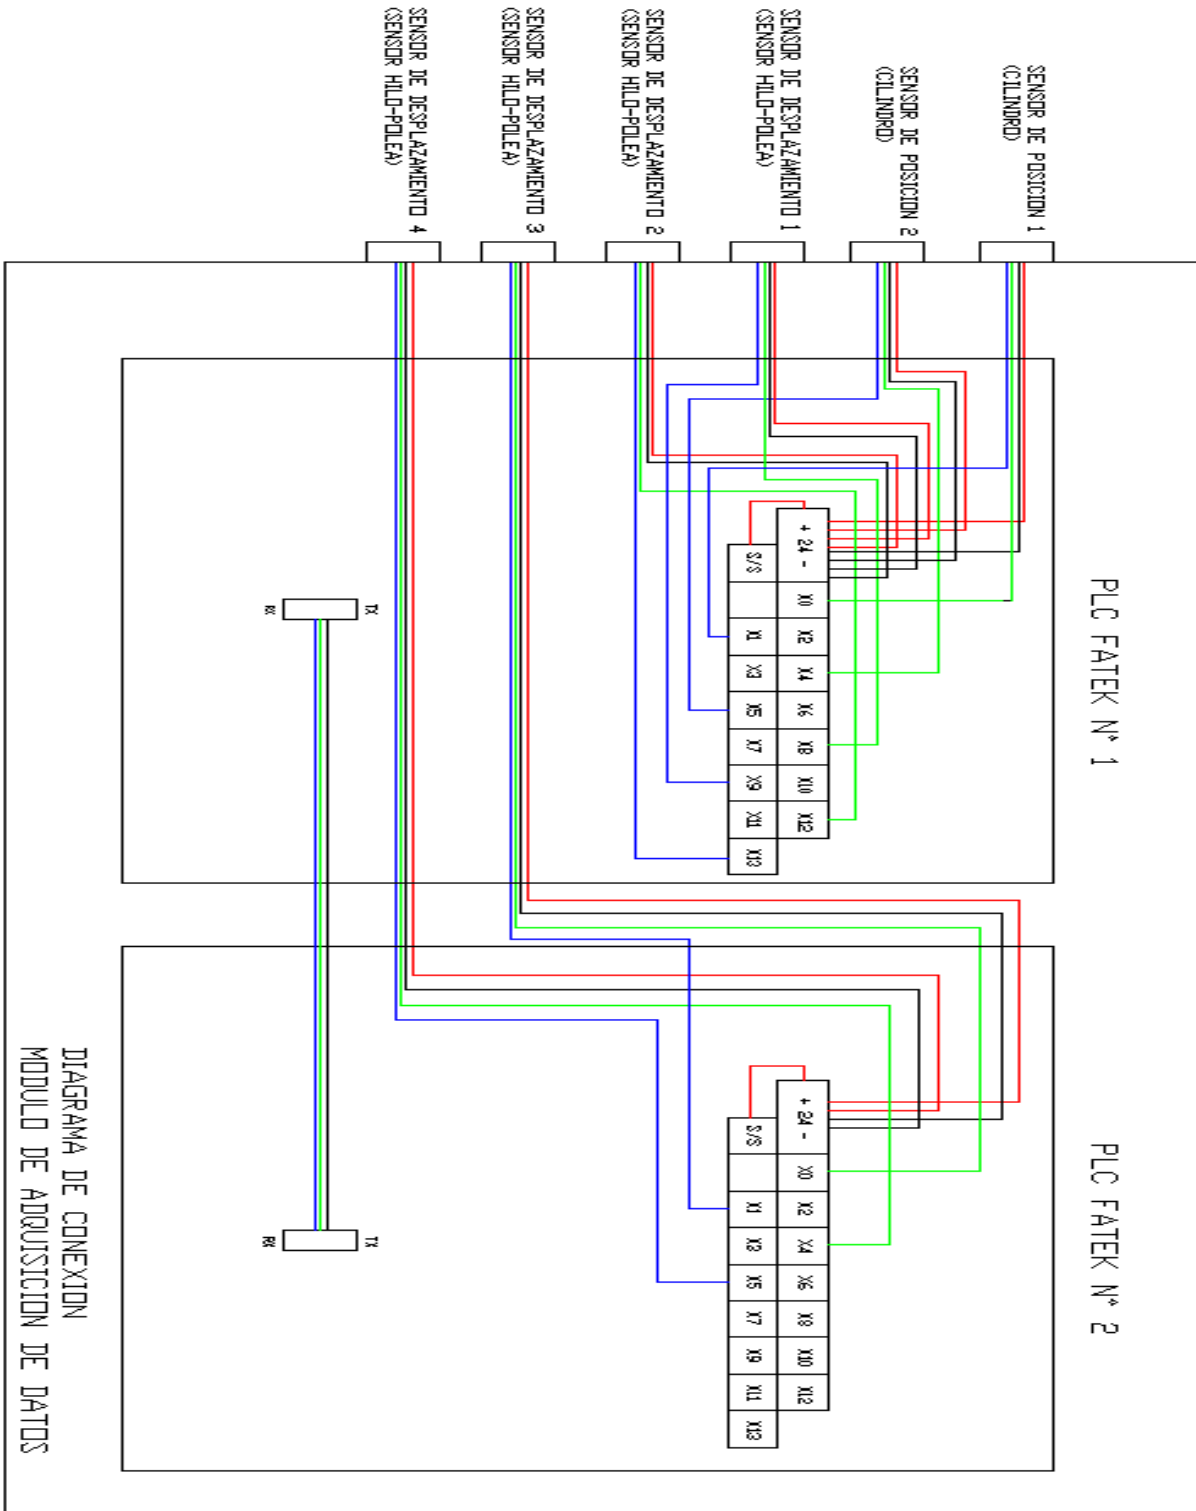 SENSOR DE POSICION 1
(CILINDRO)
SENSOR DE POSICION 2
(CILINDRO)
SENSOR DE DESPLAZAMIENTO 1
(SENSOR HILO-POLEA)
SENSOR DE DESPLAZAMIENTO 2
(SENSOR HILO-POLEA)
SENSOR DE DESPLAZAMIENTO 3
(SENSOR HILO-POLEA)
SENSOR DE DESPLAZAMIENTO 4
(SENSOR HILO-POLEA)
PLC FATEK N° 1
+ 24 - X0 X2 X4 X6 X8 X10 X12
S/S X1 X3 X5 X7 X9 X11 X13
TX
RX
PLC FATEK N° 2
+ 24 - X0 X2 X4 X6 X8 X10 X12
S/S X1 X3 X5 X7 X9 X11 X13
TX
RX
DIAGRAMA DE CONEXION
MODULO DE ADQUISICION DE DATOS